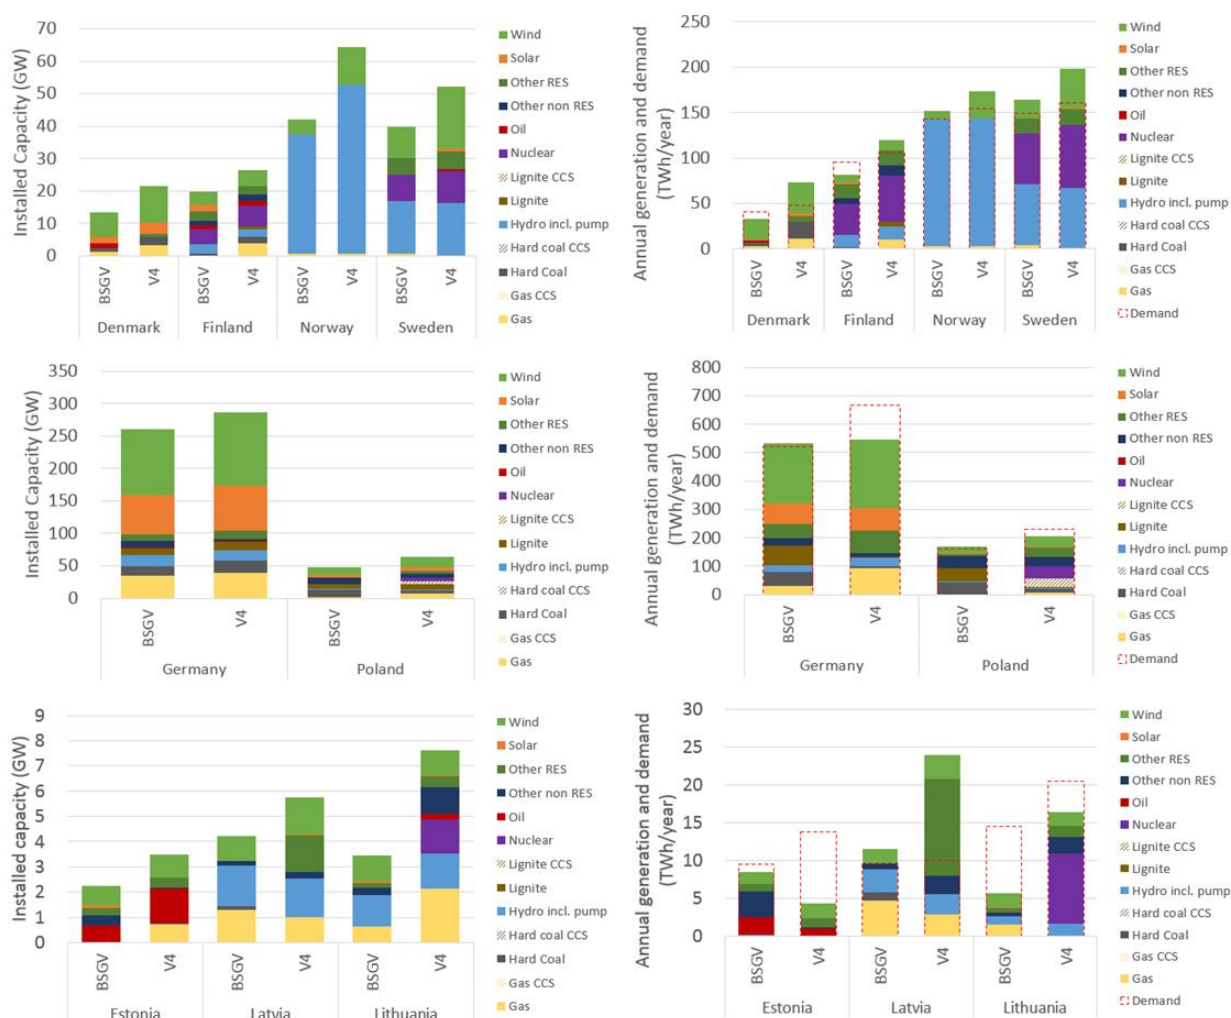 Installed Capacity (GW)
70
60
50
40
30
20
10
0
BSGV
V4
BSGV
V4
BSGV
V4
BSGV
V4
Denmark
Finland
Norway
Sweden
Wind
Solar
Other RES
Other non RES
Oil
Nuclear
Lignite CCS
Lignite
Hydro incl. pump
Hard coal CCS
Hard Coal
Gas CCS
Gas
Annual generation and demand
(TWh/year)
250
200
150
100
50
0
BSGV
V4
BSGV
V4
BSGV
V4
BSGV
V4
Denmark
Finland
Norway
Sweden
Wind
Solar
Other RES
Other non RES
Oil
Nuclear
Lignite CCS
Lignite
Hydro incl. pump
Hard coal CCS
Hard Coal
Gas CCS
Gas
Demand
Installed Capacity (GW)
350
300
250
200
150
100
50
0
BSGV
V4
BSGV
V4
Germany
Poland
Wind
Solar
Other RES
Other non RES
Oil
Nuclear
Lignite CCS
Lignite
Hydro incl. pump
Hard coal CCS
Hard Coal
Gas CCS
Gas
Annual generation and demand
(TWh/year)
800
700
600
500
400
300
200
100
0
BSGV
V4
BSGV
V4
Germany
Poland
Wind
Solar
Other RES
Other non RES
Oil
Nuclear
Lignite CCS
Lignite
Hydro incl. pump
Hard coal CCS
Hard Coal
Gas CCS
Gas
Demand
Installed capacity (GW)
9
8
7
6
5
4
3
2
1
0
BSGV
V4
BSGV
V4
BSGV
V4
Estonia
Latvia
Lithuania
Wind
Solar
Other RES
Other non RES
Oil
Nuclear
Lignite CCS
Lignite
Hydro incl. pump
Hard coal CCS
Hard Coal
Gas CCS
Gas
Annual generation and demand
(TWh/year)
30
25
20
15
10
5
0
BSGV
V4
BSGV
V4
BSGV
V4
Estonia
Latvia
Lithuania
Wind
Solar
Other RES
Other non RES
Oil
Nuclear
Lignite CCS
Lignite
Hydro incl. pump
Hard coal CCS
Hard Coal
Gas CCS
Gas
Demand